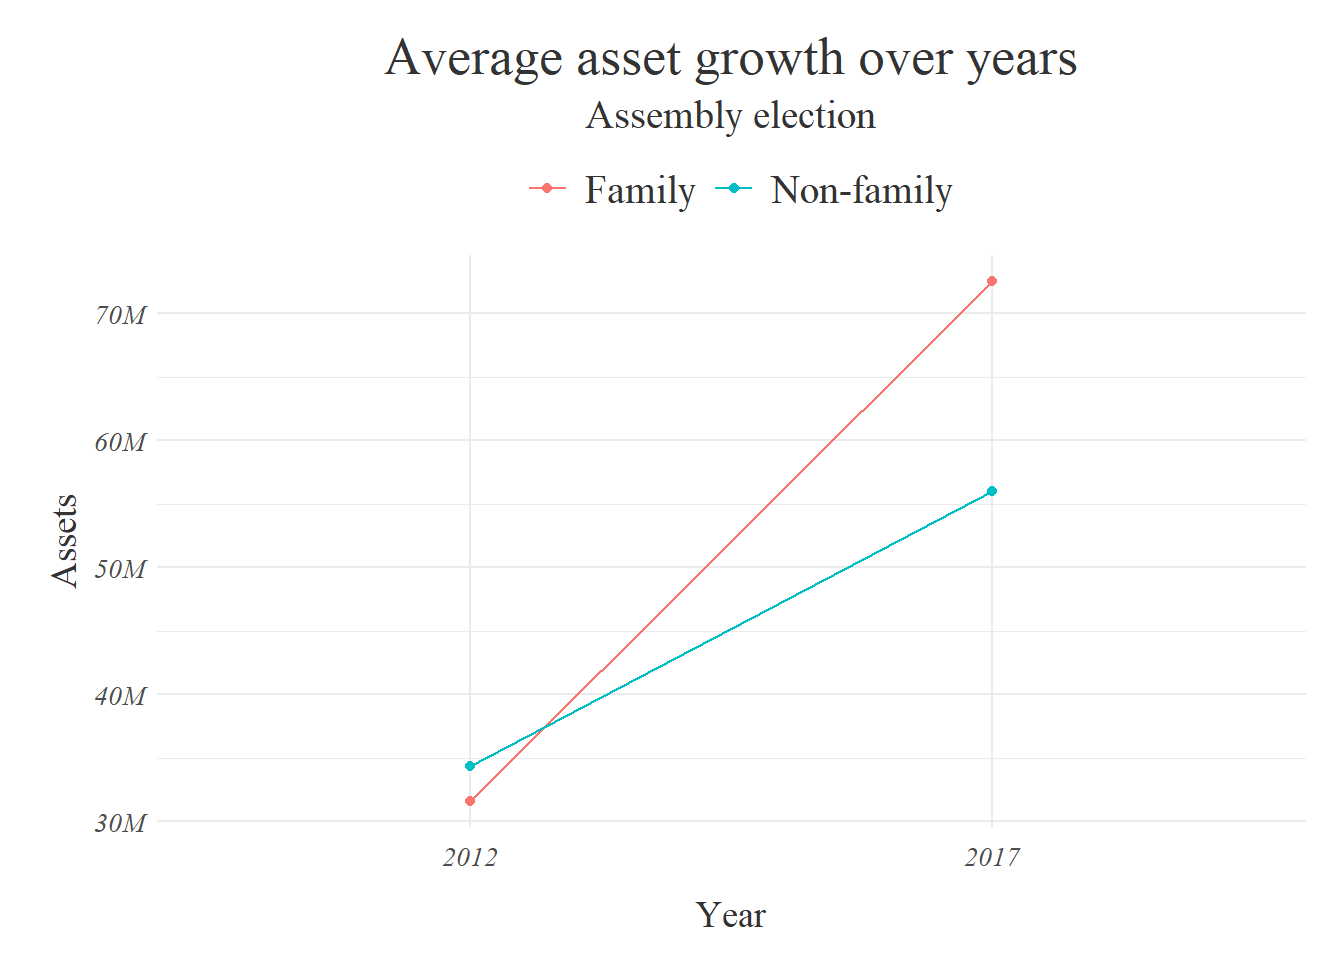 Average asset growth over years
Assembly election
Family Non-family
70M
60M
50M
40M
30M
Assets
2012 2017
Year